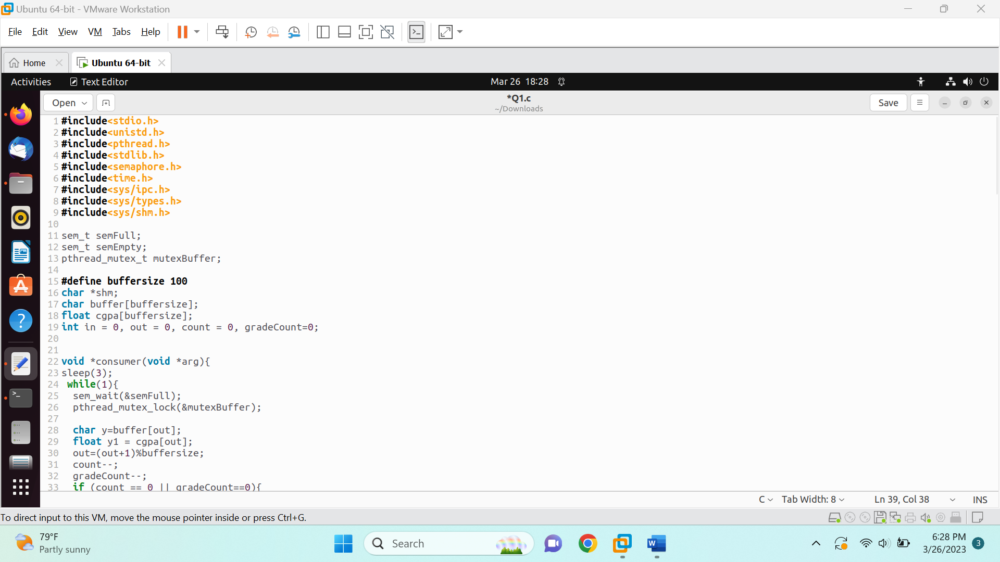 Ubuntu 64-bit - VMware Workstation
File Edit View VM Tabs Help
Home
Ubuntu 64-bit
Activities
Text Editor
Mar 26 18:28
Open
*Q1.c
~/Downloads
Save
1 #include<stdio.h>
2 #include<unistd.h>
3 #include<pthread.h>
4 #include<stdlib.h>
5 #include<semaphore.h>
6 #include<time.h>
7 #include<sys/ipc.h>
8 #include<sys/types.h>
9 #include<sys/shm.h>
10
11 sem_t semFull;
12 sem_t semEmpty;
13 pthread_mutex_t mutexBuffer;
14
15 #define buffersize 100
16 char *shm;
17 char buffer[buffersize];
18 float cgpa[buffersize];
19 int in = 0, out = 0, count = 0, gradeCount=0;
20
21
22 void *consumer(void *arg){
23 sleep(3);
24 while(1){
25 sem_wait(&semFull);
26 pthread_mutex_lock(&mutexBuffer);
27
28 char y=buffer[out];
29 float y1 = cgpa[out];
30 out=(out+1)%buffersize;
31 count--;
32 gradeCount--;
33 if (count == 0 || gradeCount==0){
C
Tab Width: 8
Ln 39, Col 38
INS
To direct input to this VM, move the mouse pointer inside or press Ctrl+G.
79°F
Partly sunny
Search
6:28 PM
3/26/2023
3